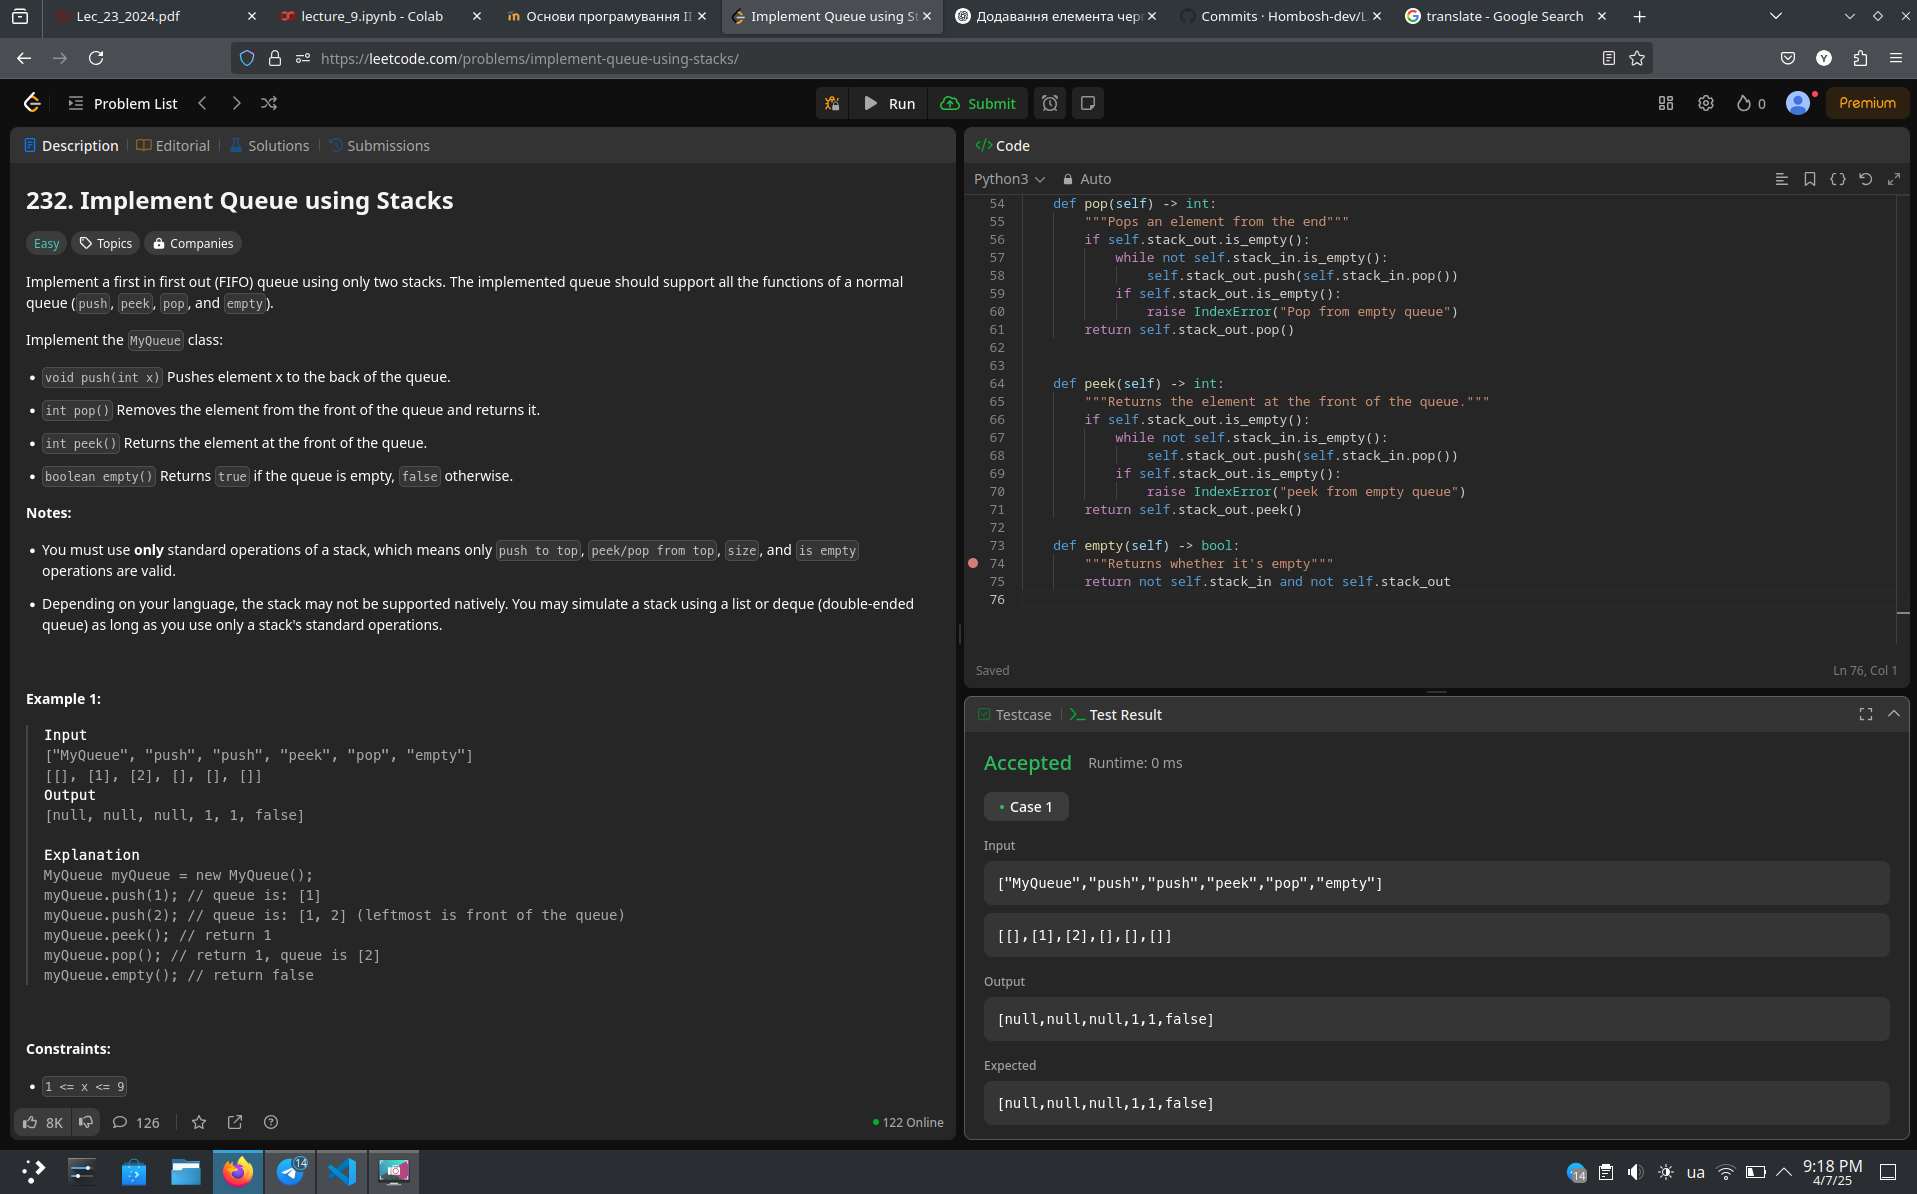 Lec_23_2024.pdf
lecture_9.ipynb - Colab
Основи програмування II
Implement Queue using St
Додавання елемента чер
Commits · Hombosh-dev/L
translate - Google Search
https://leetcode.com/problems/implement-queue-using-stacks/
Problem List
Run
Submit
0
Premium
Description
Editorial
Solutions
Submissions
232. Implement Queue using Stacks
Easy
Topics
Companies
Implement a first in first out (FIFO) queue using only two stacks. The implemented queue should support all the functions of a normal
queue (push, peek, pop, and empty).
Implement the MyQueue class:
• void push(int x) Pushes element x to the back of the queue.
• int pop() Removes the element from the front of the queue and returns it.
• int peek() Returns the element at the front of the queue.
• boolean empty() Returns true if the queue is empty, false otherwise.
Notes:
• You must use only standard operations of a stack, which means only push to top, peek/pop from top, size, and is empty
operations are valid.
• Depending on your language, the stack may not be supported natively. You may simulate a stack using a list or deque (double-ended
queue) as long as you use only a stack's standard operations.
Example 1:
Input
["MyQueue", "push", "push", "peek", "pop", "empty"]
[[], [1], [2], [], [], []]
Output
[null, null, null, 1, 1, false]
Explanation
MyQueue myQueue = new MyQueue();
myQueue.push(1); // queue is: [1]
myQueue.push(2); // queue is: [1, 2] (leftmost is front of the queue)
myQueue.peek(); // return 1
myQueue.pop(); // return 1, queue is [2]
myQueue.empty(); // return false
Constraints:
• 1 <= x <= 9
8K
126
122 Online
Code
Python3
Auto
54 def pop(self) -> int:
55 """Pops an element from the end"""
56 if self.stack_out.is_empty():
57 while not self.stack_in.is_empty():
58 self.stack_out.push(self.stack_in.pop())
59 if self.stack_out.is_empty():
60 raise IndexError("Pop from empty queue")
61 return self.stack_out.pop()
62
63
64 def peek(self) -> int:
65 """Returns the element at the front of the queue."""
66 if self.stack_out.is_empty():
67 while not self.stack_in.is_empty():
68 self.stack_out.push(self.stack_in.pop())
69 if self.stack_out.is_empty():
70 raise IndexError("peek from empty queue")
71 return self.stack_out.peek()
72
73 def empty(self) -> bool:
74 """Returns whether it's empty"""
75 return not self.stack_in and not self.stack_out
76
Saved
Ln 76, Col 1
Testcase
Test Result
Accepted
Runtime: 0 ms
• Case 1
Input
["MyQueue","push","push","peek","pop","empty"]
[[],[1],[2],[],[],[]]
Output
[null,null,null,1,1,false]
Expected
[null,null,null,1,1,false]
14
14
ua
9:18 PM
4/7/25